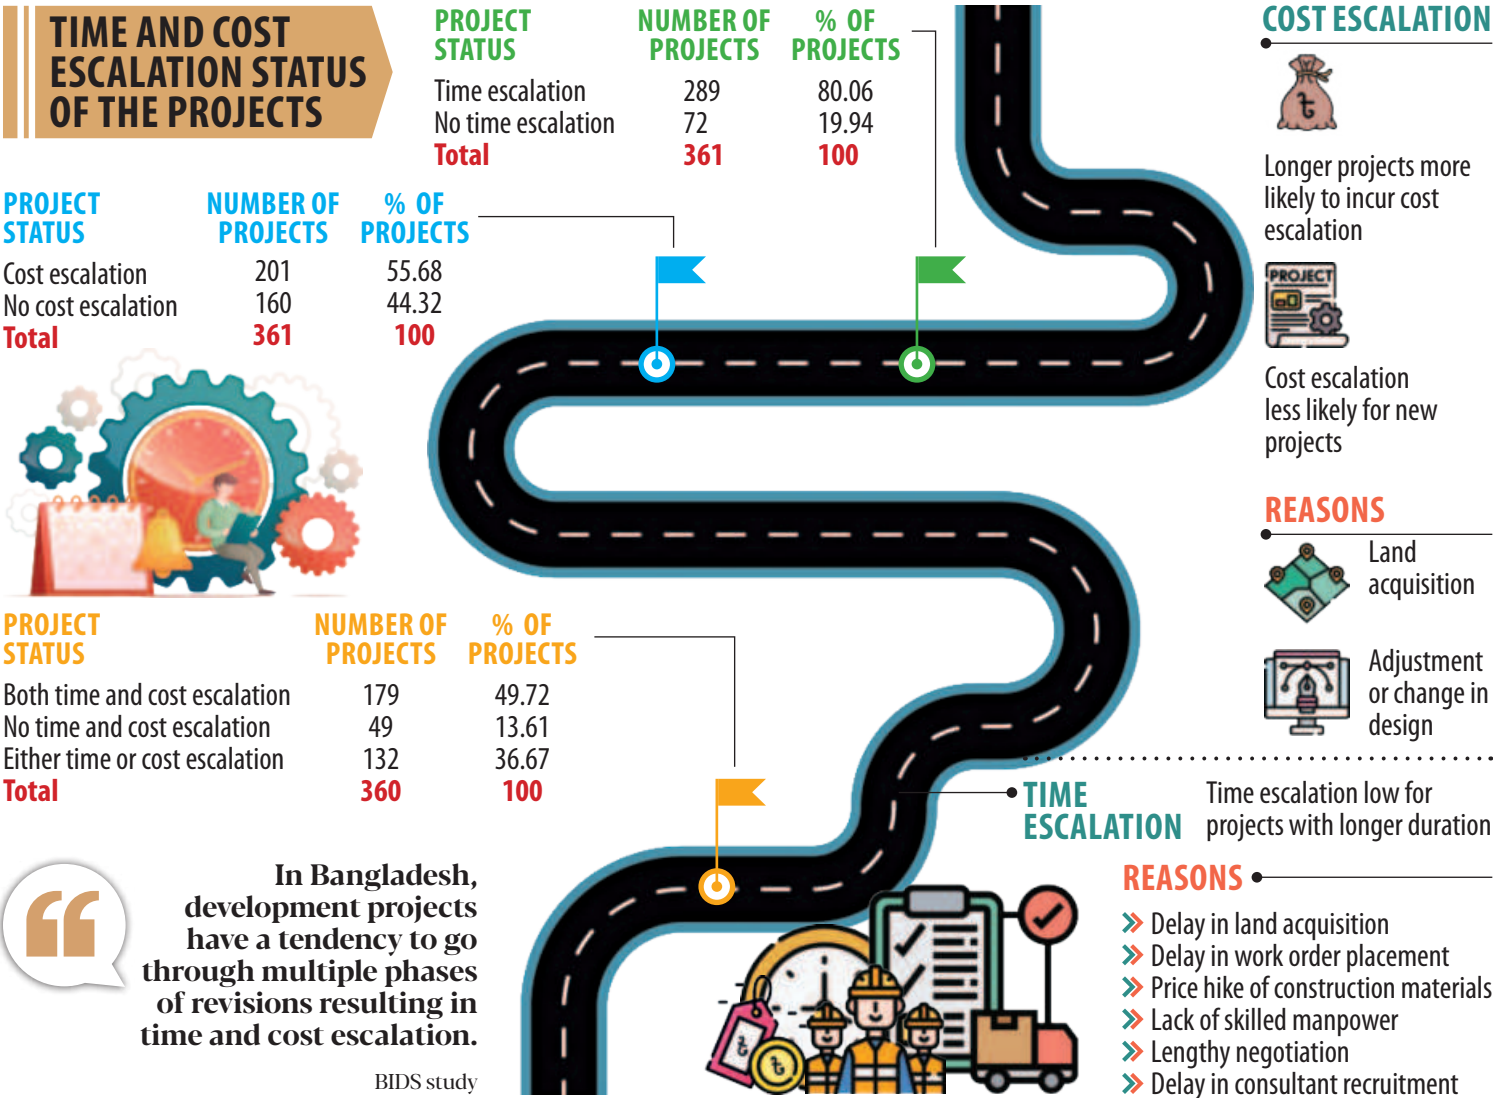 TIME AND COST
ESCALATION STATUS
OF THE PROJECTS
PROJECT STATUS NUMBER OF PROJECTS % OF PROJECTS
Time escalation 289 80.06
No time escalation 72 19.94
Total 361 100
PROJECT STATUS NUMBER OF PROJECTS % OF PROJECTS
Cost escalation 201 55.68
No cost escalation 160 44.32
Total 361 100
PROJECT STATUS NUMBER OF PROJECTS % OF PROJECTS
Both time and cost escalation 179 49.72
No time and cost escalation 49 13.61
Either time or cost escalation 132 36.67
Total 360 100
In Bangladesh,
development projects
have a tendency to go
through multiple phases
of revisions resulting in
time and cost escalation.
BIDS study
COST ESCALATION
৳
Longer projects more
likely to incur cost
escalation
PROJECT
Cost escalation
less likely for new
projects
REASONS
Land
acquisition
Adjustment
or change in
design
TIME
ESCALATION
Time escalation low for
projects with longer duration
REASONS
Delay in land acquisition
Delay in work order placement
Price hike of construction materials
Lack of skilled manpower
Lengthy negotiation
Delay in consultant recruitment
৳
৳